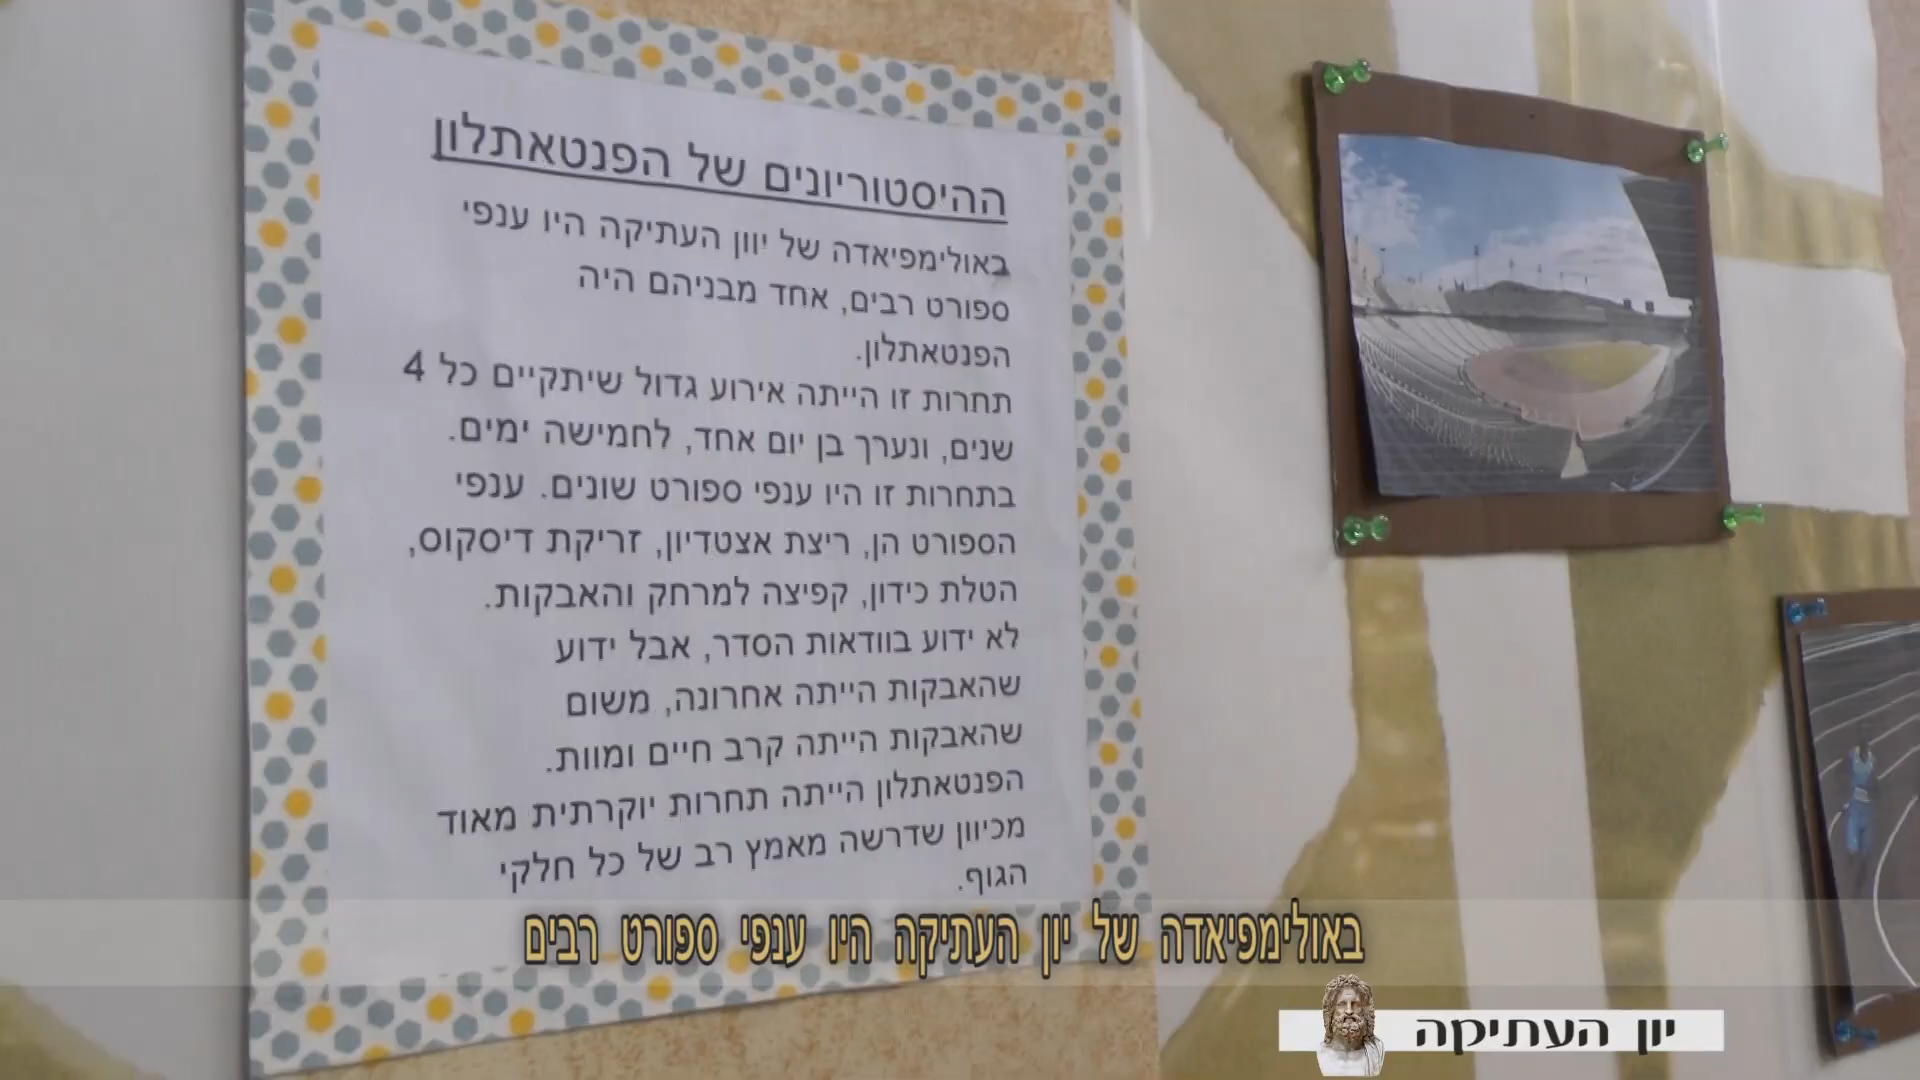 ההיסטוריונים של הפנטאתלון
באולימפיאדה של יוון העתיקה היו ענפי
ספורט רבים, אחד מבניהם היה
הפנטאתלון.
תחרות זו הייתה אירוע גדול שיתקיים כל 4
שנים, ונערך בן יום אחד, לחמישה ימים.
בתחרות זו היו ענפי ספורט שונים. ענפי
הספורט הן, ריצת אצטדיון, זריקת דיסקוס,
הטלת כידון, קפיצה למרחק והאבקות.
לא ידוע בוודאות הסדר, אבל ידוע
שהאבקות הייתה אחרונה, משום
שהאבקות הייתה קרב חיים ומוות.
הפנטאתלון הייתה תחרות יוקרתית מאוד
מכיוון שדרשה מאמץ רב של כל חלקי
הגוף.
באולימפיאדה של יון העתיקה היו ענפי ספורט רבים
יון העתיקה